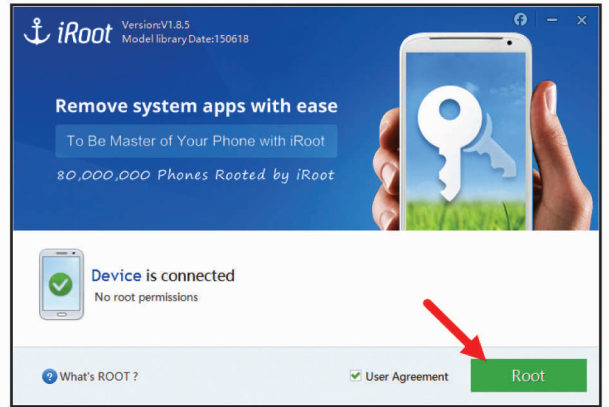 iRoot
Version:V1.8.5
Model library Date:150618
Remove system apps with ease
To Be Master of Your Phone with iRoot
80,000,000 Phones Rooted by iRoot
Device is connected
No root permissions
What's ROOT ?
User Agreement
Root